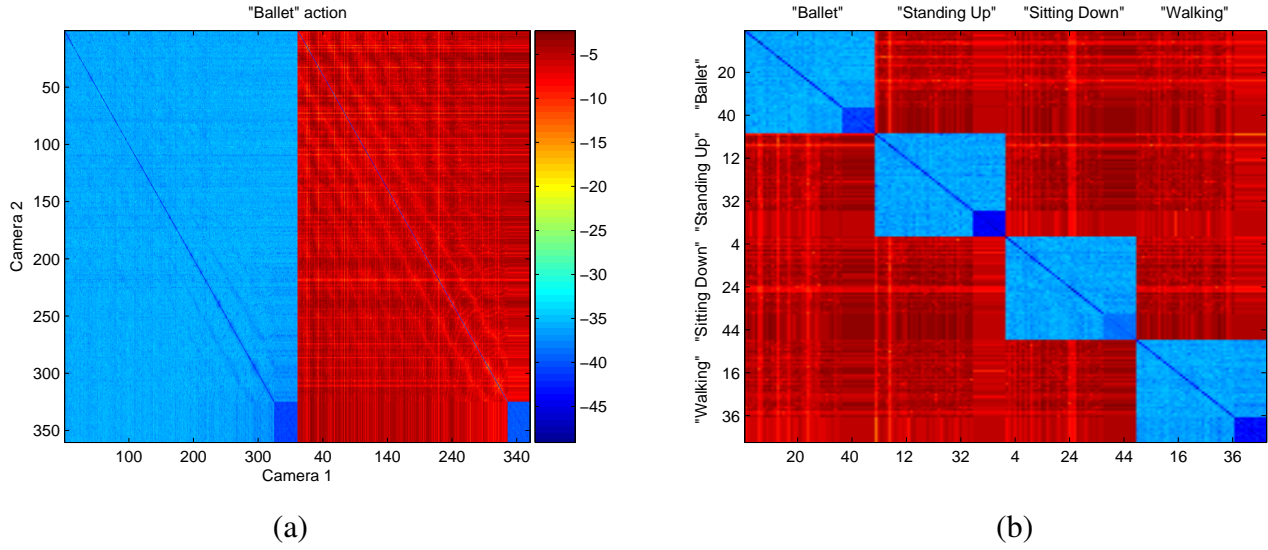 "Ballet" action
50
100
150
200
250
300
350
Camera 2
100 200 300 40 140 240 340
Camera 1
−5
−10
−15
−20
−25
−30
−35
−40
−45
(a)
"Ballet" "Standing Up" "Sitting Down" "Walking"
"Ballet"
"Standing Up"
"Sitting Down"
"Walking"
20
40
12
32
4
24
44
16
36
20 40 12 32 4 24 44 16 36
(b)